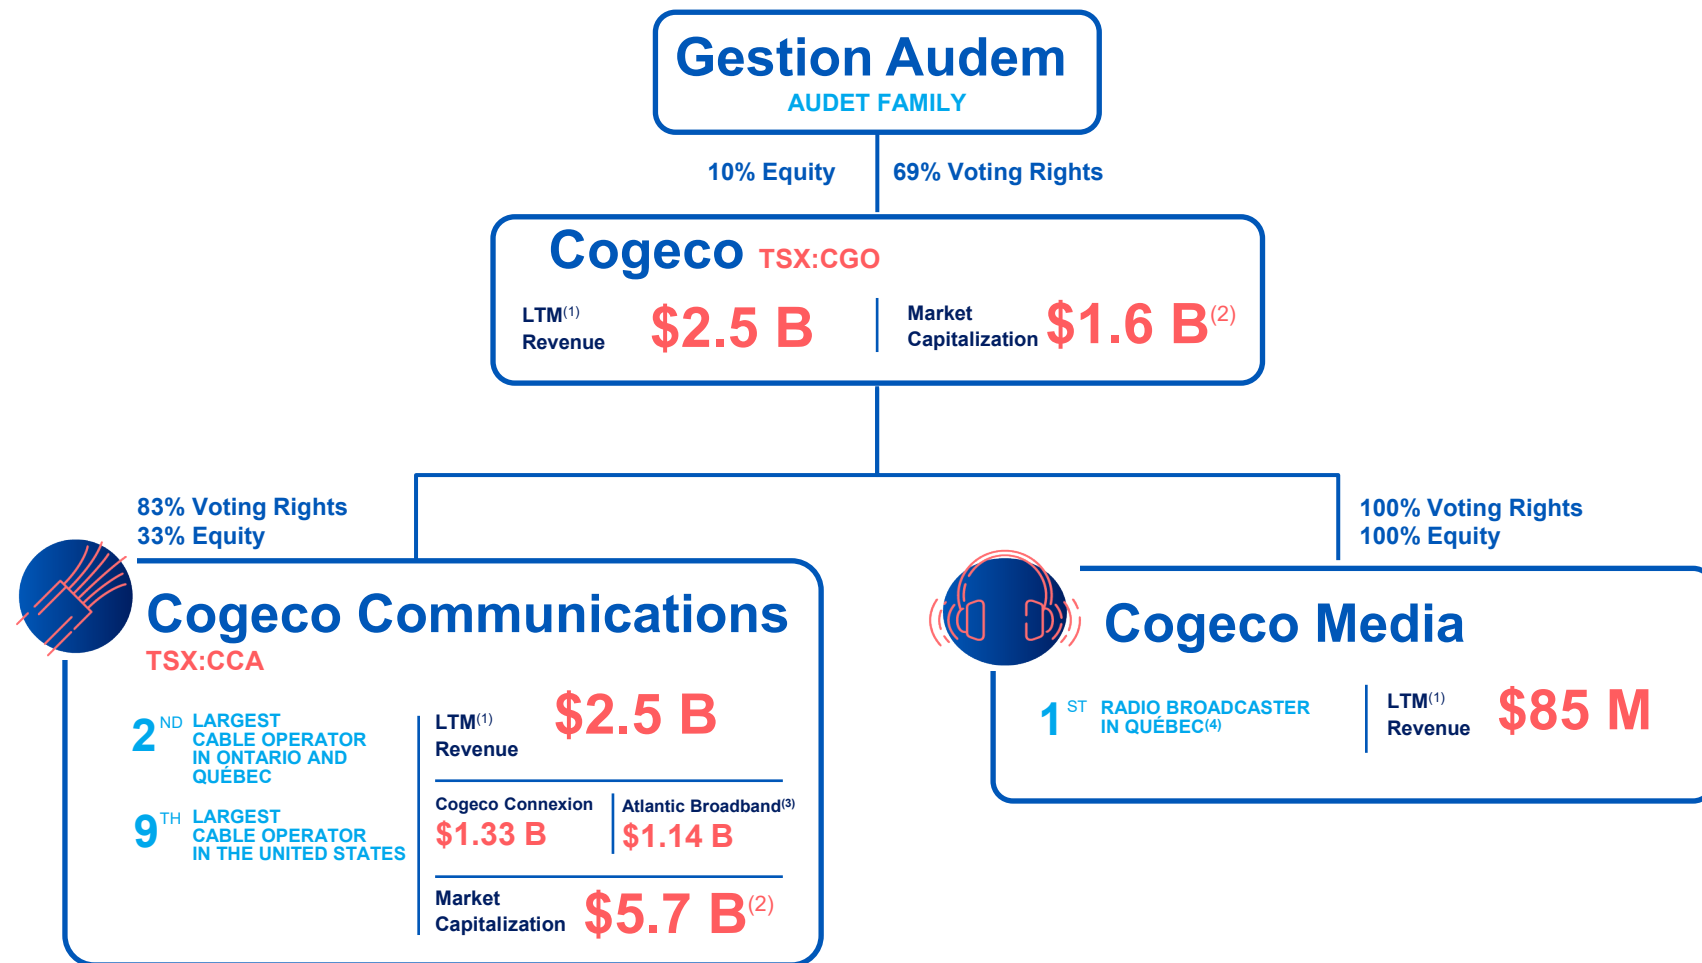 Gestion Audem
AUDET FAMILY
10% Equity
69% Voting Rights
Cogeco TSX:CGO
LTM(1)
Revenue
$2.5 B
Market
Capitalization
$1.6 B(2)
83% Voting Rights
33% Equity
100% Voting Rights
100% Equity
Cogeco Communications
TSX:CCA
2ND LARGEST
CABLE OPERATOR
IN ONTARIO AND
QUÉBEC
9TH LARGEST
CABLE OPERATOR
IN THE UNITED STATES
LTM(1)
Revenue
$2.5 B
Cogeco Connexion
$1.33 B
Atlantic Broadband(3)
$1.14 B
Market
Capitalization
$5.7 B(2)
Cogeco Media
1ST RADIO BROADCASTER
IN QUÉBEC(4)
LTM(1)
Revenue
$85 M